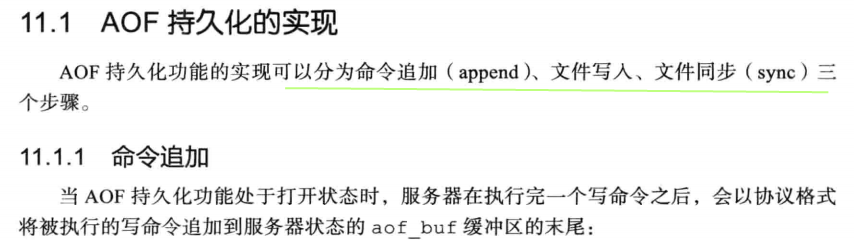 11.1 AOF 持久化的实现
AOF 持久化功能的实现可以分为命令追加（append）、文件写入、文件同步（sync）三
个步骤。
11.1.1 命令追加
当 AOF 持久化功能处于打开状态时，服务器在执行完一个写命令之后，会以协议格式
将被执行的写命令追加到服务器状态的 aof_buf 缓冲区的末尾：